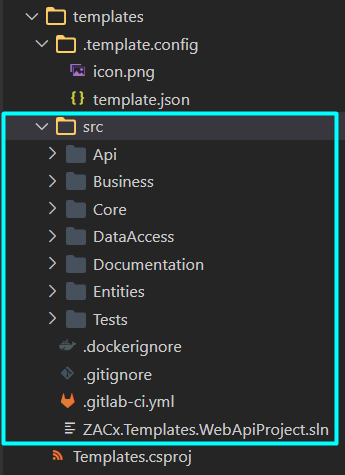 templates
.template.config
icon.png
template.json
src
Api
Business
Core
DataAccess
Documentation
Entities
Tests
.dockerignore
.gitignore
.gitlab-ci.yml
ZACx.Templates.WebApiProject.sln
Templates.csproj